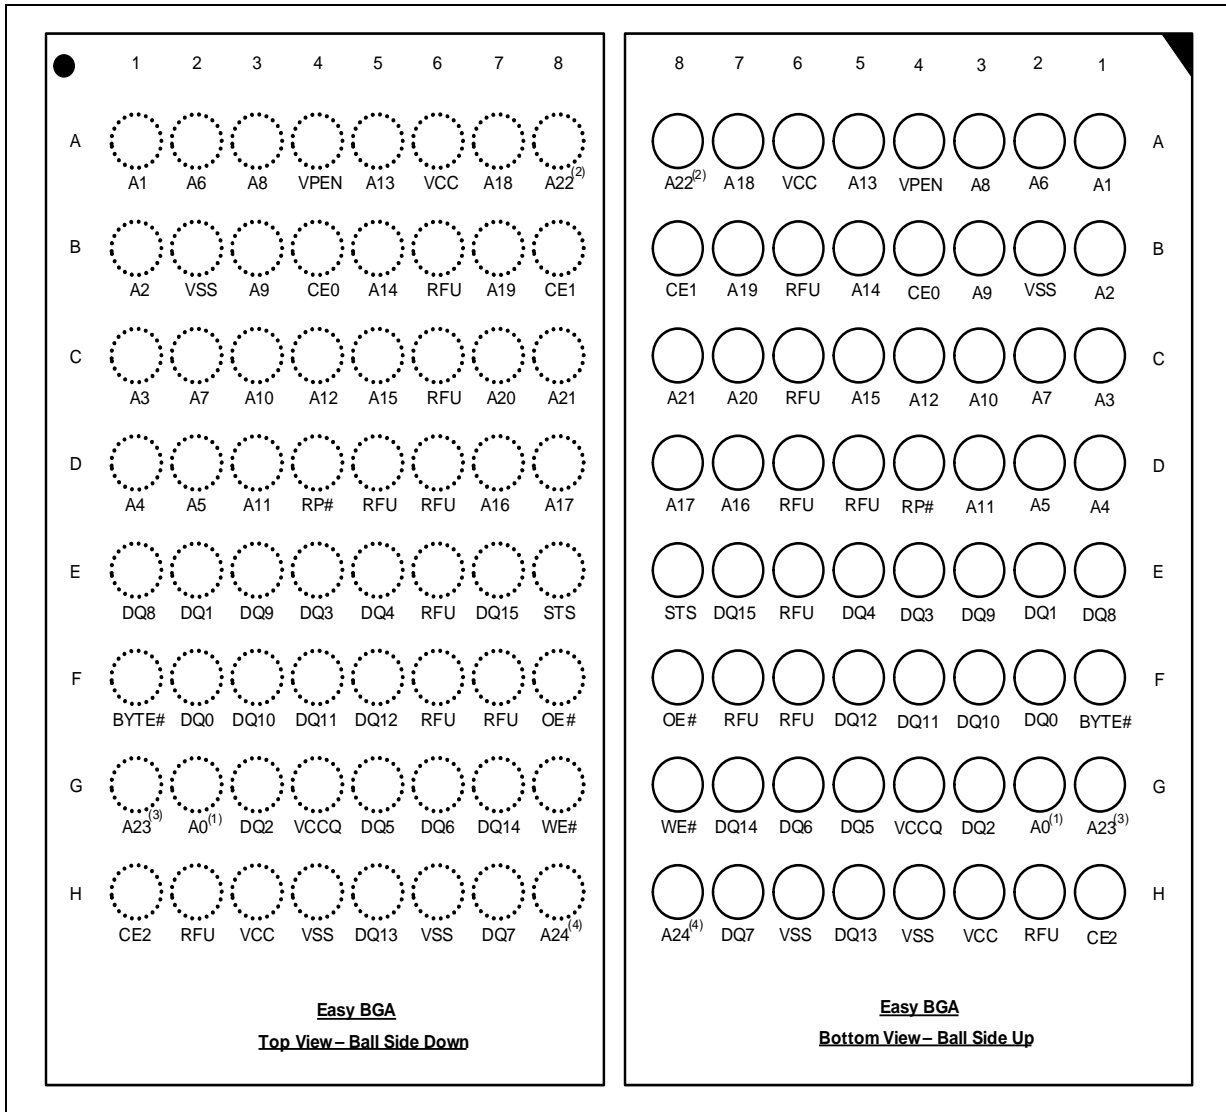 1 2 3 4 5 6 7 8
A
A1 A6 A8 VPEN A13 VCC A18 A22(2)
B
A2 VSS A9 CE0 A14 RFU A19 CE1
C
A3 A7 A10 A12 A15 RFU A20 A21
D
A4 A5 A11 RP# RFU RFU A16 A17
E
DQ8 DQ1 DQ9 DQ3 DQ4 RFU DQ15 STS
F
BYTE# DQ0 DQ10 DQ11 DQ12 RFU RFU OE#
G
A23(3) A0(1) DQ2 VCCQ DQ5 DQ6 DQ14 WE#
H
CE2 RFU VCC VSS DQ13 VSS DQ7 A24(4)
Easy BGA
Top View – Ball Side Down
8 7 6 5 4 3 2 1
A
A22(2) A18 VCC A13 VPEN A8 A6 A1
B
CE1 A19 RFU A14 CE0 A9 VSS A2
C
A21 A20 RFU A15 A12 A10 A7 A3
D
A17 A16 RFU RFU RP# A11 A5 A4
E
STS DQ15 RFU DQ4 DQ3 DQ9 DQ1 DQ8
F
OE# RFU RFU DQ12 DQ11 DQ10 DQ0 BYTE#
G
WE# DQ14 DQ6 DQ5 VCCQ DQ2 A0(1) A23(3)
H
A24(4) DQ7 VSS DQ13 VSS VCC RFU CE2
Easy BGA
Bottom View – Ball Side Up